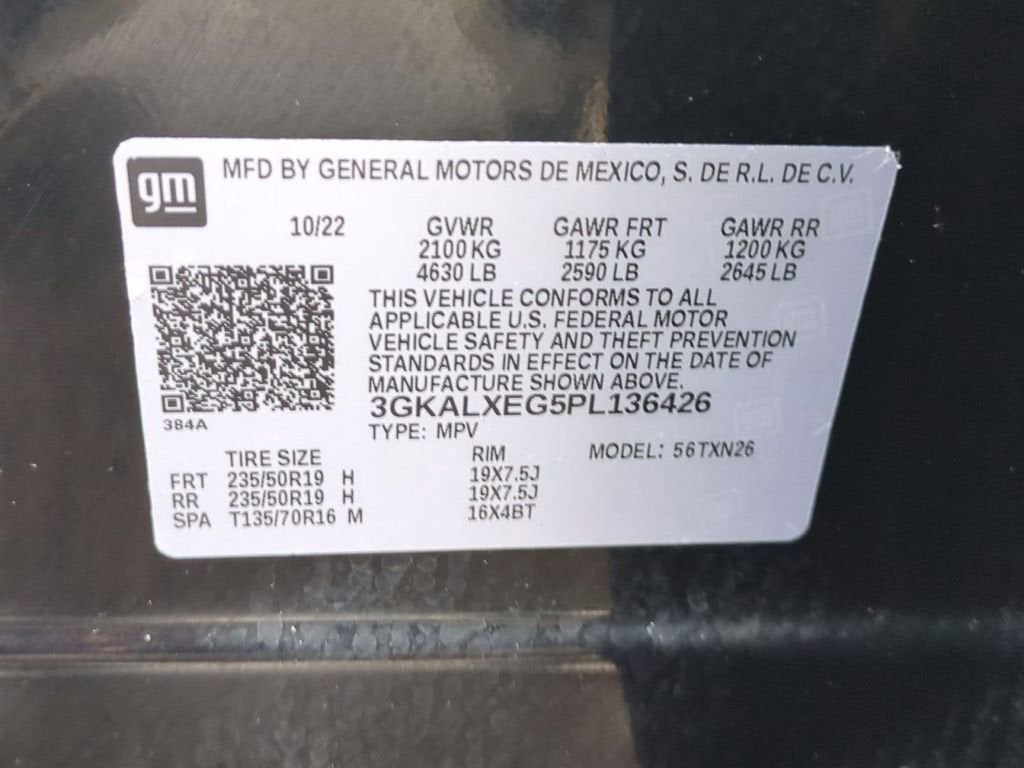 gm
MFD BY GENERAL MOTORS DE MEXICO, S. DE R.L. DE C.V.
10/22 GVWR GAWR FRT GAWR RR
2100 KG 1175 KG 1200 KG
4630 LB 2590 LB 2645 LB
THIS VEHICLE CONFORMS TO ALL
APPLICABLE U.S. FEDERAL MOTOR
VEHICLE SAFETY AND THEFT PREVENTION
STANDARDS IN EFFECT ON THE DATE OF
MANUFACTURE SHOWN ABOVE.
384A
3GKALXEG5PL136426
TYPE: MPV
TIRE SIZE RIM MODEL: 56TXN26
FRT 235/50R19 H 19X7.5J
RR 235/50R19 H 19X7.5J
SPA T135/70R16 M 16X4BT